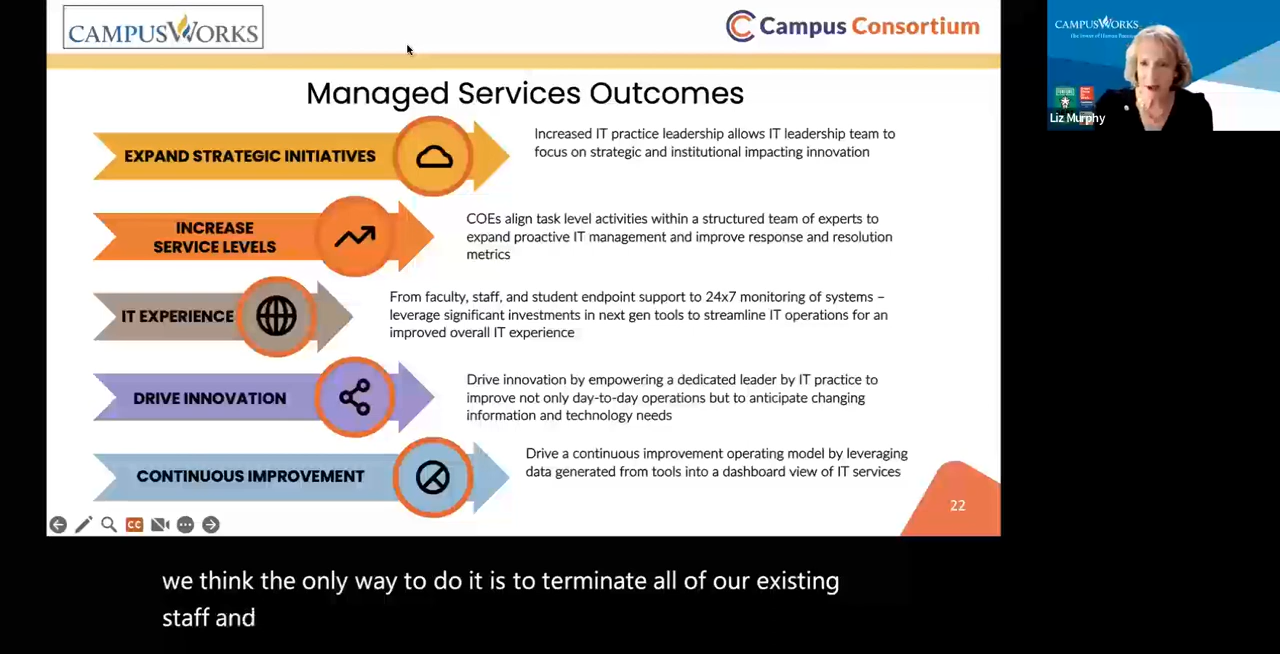 CAMPUSWORKS
Campus Consortium
Managed Services Outcomes
EXPAND STRATEGIC INITIATIVES
Increased IT practice leadership allows IT leadership team to
focus on strategic and institutional impacting innovation
INCREASE
SERVICE LEVELS
COEs align task level activities within a structured team of experts to
expand proactive IT management and improve response and resolution
metrics
IT EXPERIENCE
From faculty, staff, and student endpoint support to 24x7 monitoring of systems –
leverage significant investments in next gen tools to streamline IT operations for an
improved overall IT experience
DRIVE INNOVATION
Drive innovation by empowering a dedicated leader by IT practice to
improve not only day-to-day operations but to anticipate changing
information and technology needs
CONTINUOUS IMPROVEMENT
Drive a continuous improvement operating model by leveraging
data generated from tools into a dashboard view of IT services
22
CC
we think the only way to do it is to terminate all of our existing
staff and
CAMPUSWORKS
Liz Murphy